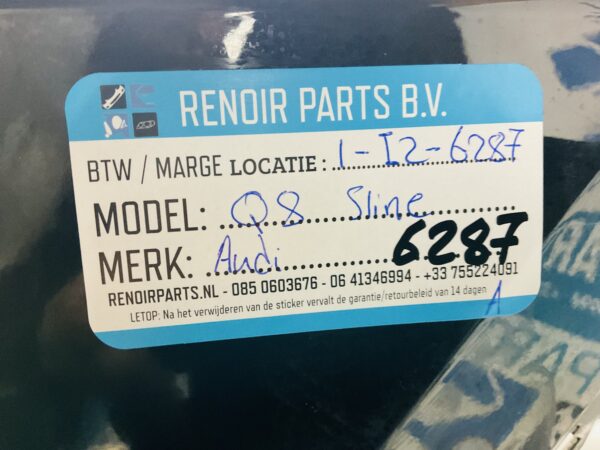 RENOIR PARTS B.V.
BTW / MARGE LOCATIE : 1-I2-6287
MODEL: Q8 Sline
MERK: Audi 6287
RENOIRPARTS.NL - 085 0603676 - 06 41346994 - +33 755224091
LETOP: Na het verwijderen van de sticker vervalt de garantie/retourbeleid van 14 dagen
A